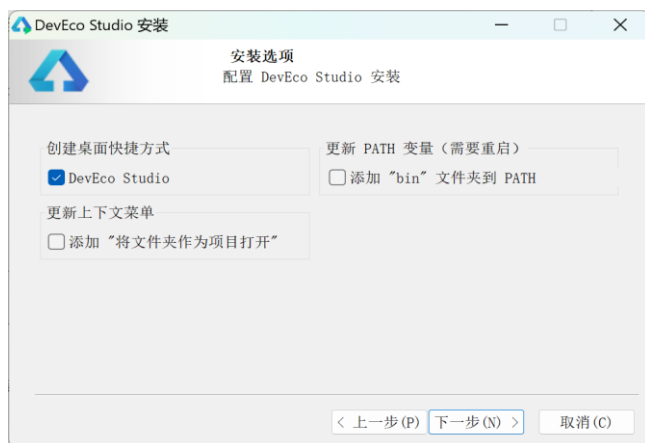 DevEco Studio 安装
安装选项
配置 DevEco Studio 安装
创建桌面快捷方式
DevEco Studio
更新 PATH 变量（需要重启）
添加 "bin" 文件夹到 PATH
更新上下文菜单
添加 "将文件夹作为项目打开"
< 上一步(P)
下一步(N) >
取消(C)